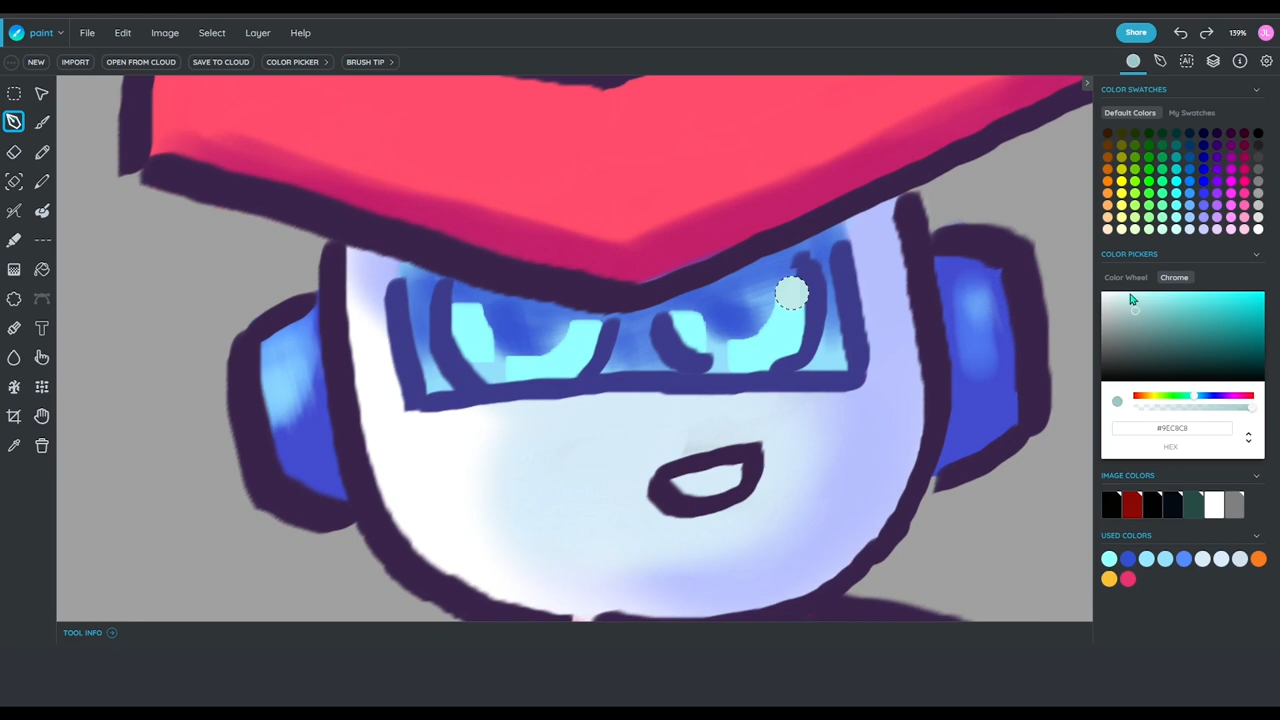 paint File Edit Image Select Layer Help Share 139% JL
NEW IMPORT OPEN FROM CLOUD SAVE TO CLOUD COLOR PICKER BRUSH TIP AI
COLOR SWATCHES
Default Colors My Swatches
COLOR PICKERS
Color Wheel Chrome
#9EC8C8
HEX
IMAGE COLORS
USED COLORS
TOOL INFO